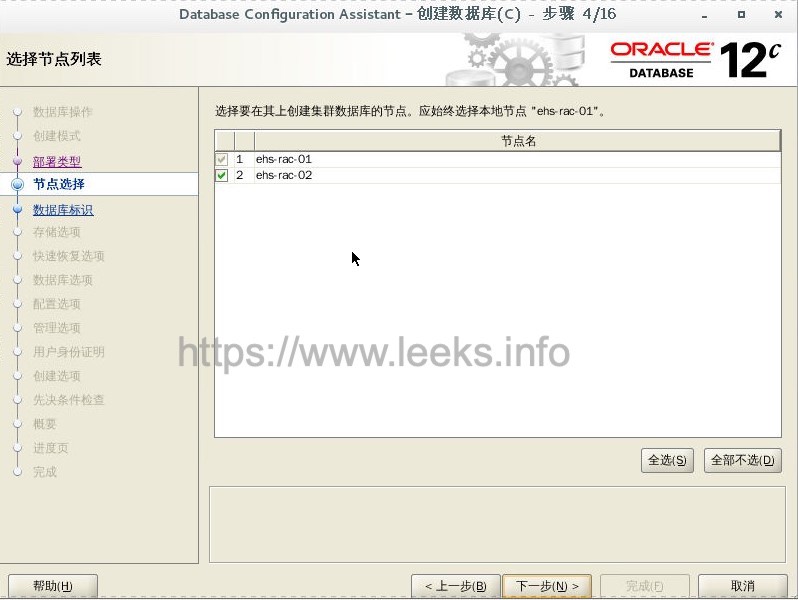 Database Configuration Assistant - 创建数据库(C) - 步骤 4/16
选择节点列表
ORACLE
DATABASE
12c
数据库操作
创建模式
部署类型
节点选择
数据库标识
存储选项
快速恢复选项
数据库选项
配置选项
管理选项
用户身份证明
创建选项
先决条件检查
概要
进度页
完成
选择要在其上创建集群数据库的节点。应始终选择本地节点 "ehs-rac-01"。
节点名
1 ehs-rac-01
2 ehs-rac-02
https://www.leeks.info
全选(S) 全部不选(D)
帮助(H) < 上一步(B) 下一步(N) > 完成(F) 取消